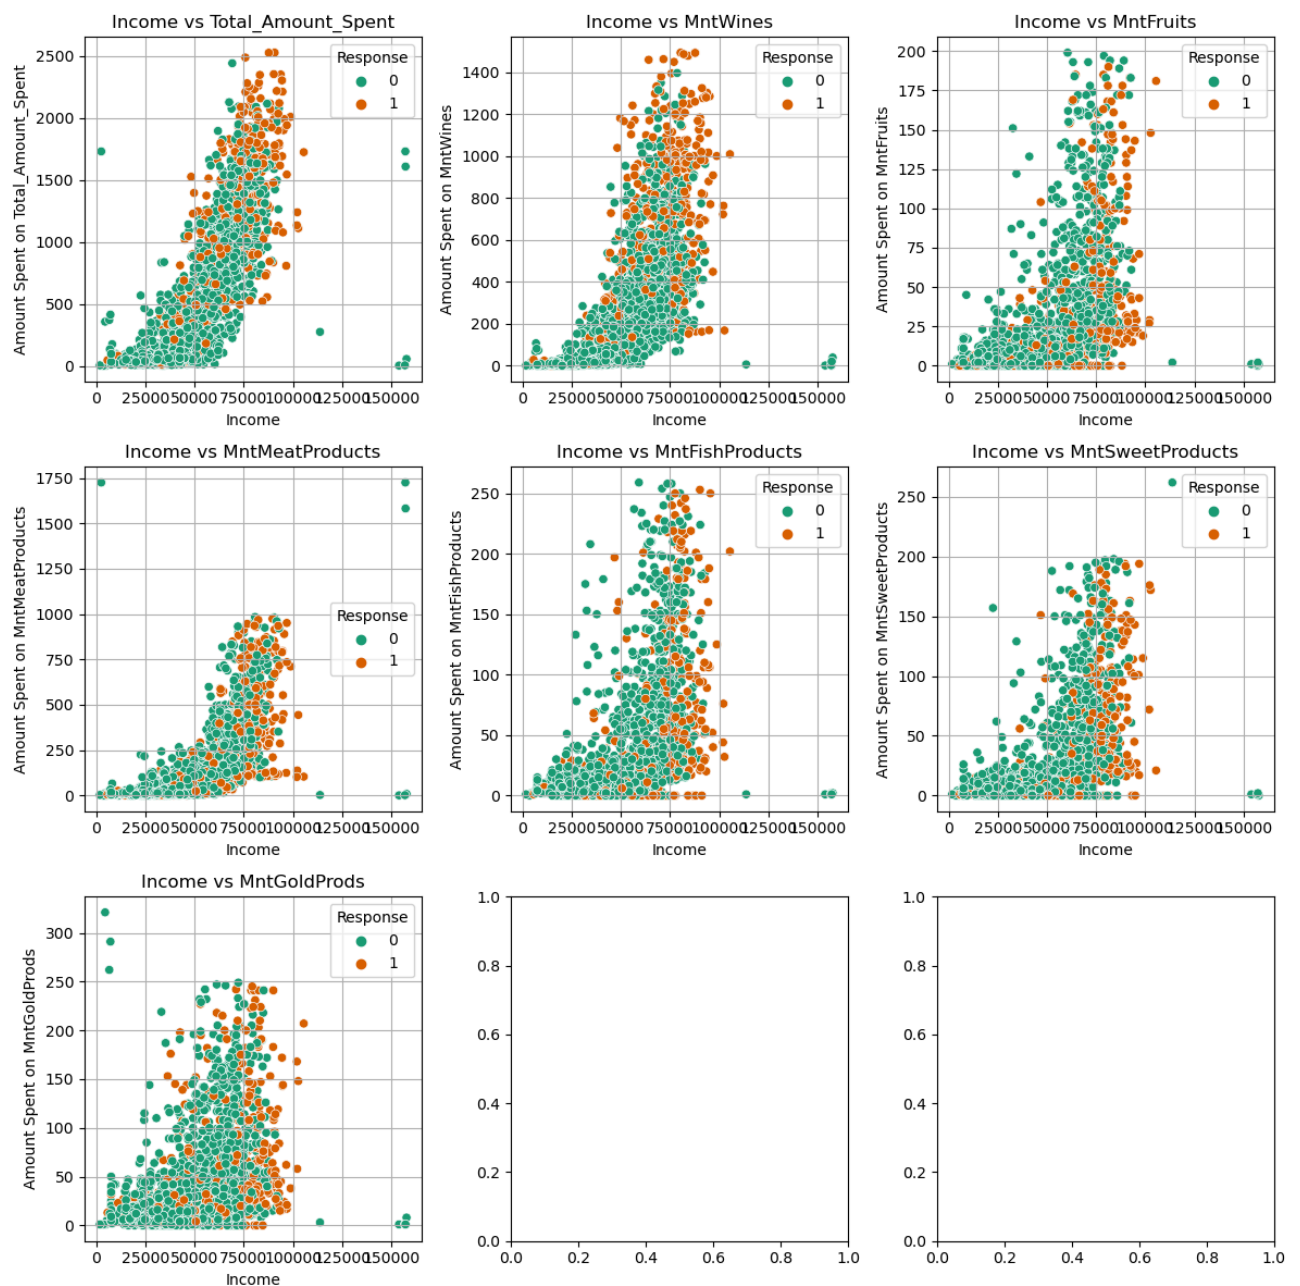 Income vs Total_Amount_Spent
Amount Spent on Total_Amount_Spent
2500
2000
1500
1000
500
0
Response
0
1
0 25000 50000 75000 100000 125000 150000
Income
Income vs MntWines
Amount Spent on MntWines
1400
1200
1000
800
600
400
200
0
Response
0
1
0 25000 50000 75000 100000 125000 150000
Income
Income vs MntFruits
Amount Spent on MntFruits
200
175
150
125
100
75
50
25
0
Response
0
1
0 25000 50000 75000 100000 125000 150000
Income
Income vs MntMeatProducts
Amount Spent on MntMeatProducts
1750
1500
1250
1000
750
500
250
0
Response
0
1
0 25000 50000 75000 100000 125000 150000
Income
Income vs MntFishProducts
Amount Spent on MntFishProducts
250
200
150
100
50
0
Response
0
1
0 25000 50000 75000 100000 125000 150000
Income
Income vs MntSweetProducts
Amount Spent on MntSweetProducts
250
200
150
100
50
0
Response
0
1
0 25000 50000 75000 100000 125000 150000
Income
Income vs MntGoldProds
Amount Spent on MntGoldProds
300
250
200
150
100
50
0
Response
0
1
0 25000 50000 75000 100000 125000 150000
Income
1.0
0.8
0.6
0.4
0.2
0.0
0.0 0.2 0.4 0.6 0.8 1.0
1.0
0.8
0.6
0.4
0.2
0.0
0.0 0.2 0.4 0.6 0.8 1.0